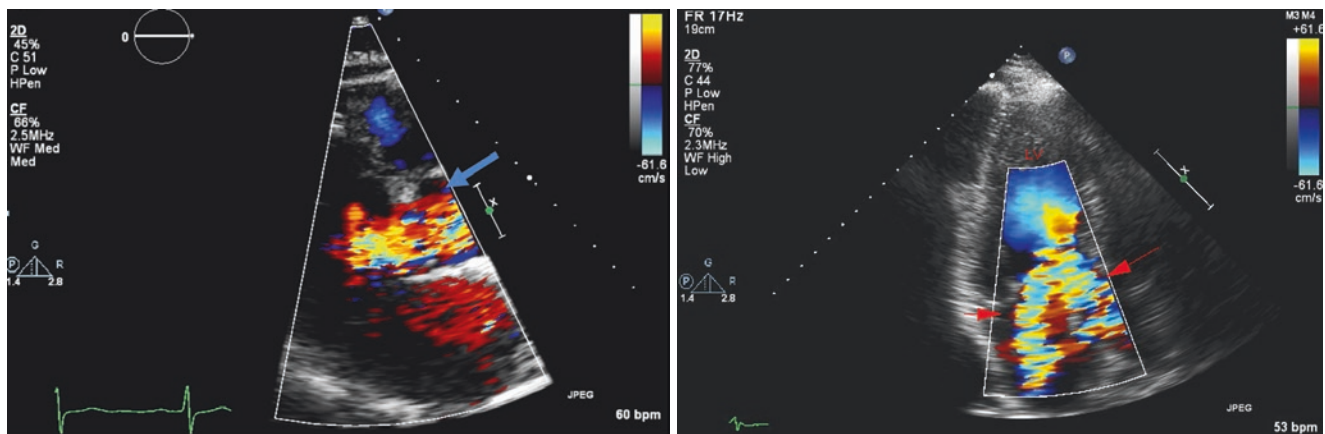 2D
45%
C 51
P Low
HPen
CF
66%
2.5MHz
WF Med
Med
0
P
G
R
1.4 2.8
-61.6
cm/s
x
JPEG
60 bpm
FR 17Hz
19cm
2D
77%
C 44
P Low
HPen
CF
70%
2.3MHz
WF High
Low
P
G
R
1.4 2.8
P
LV
M3 M4
+61.6
-61.6
cm/s
x
JPEG
53 bpm